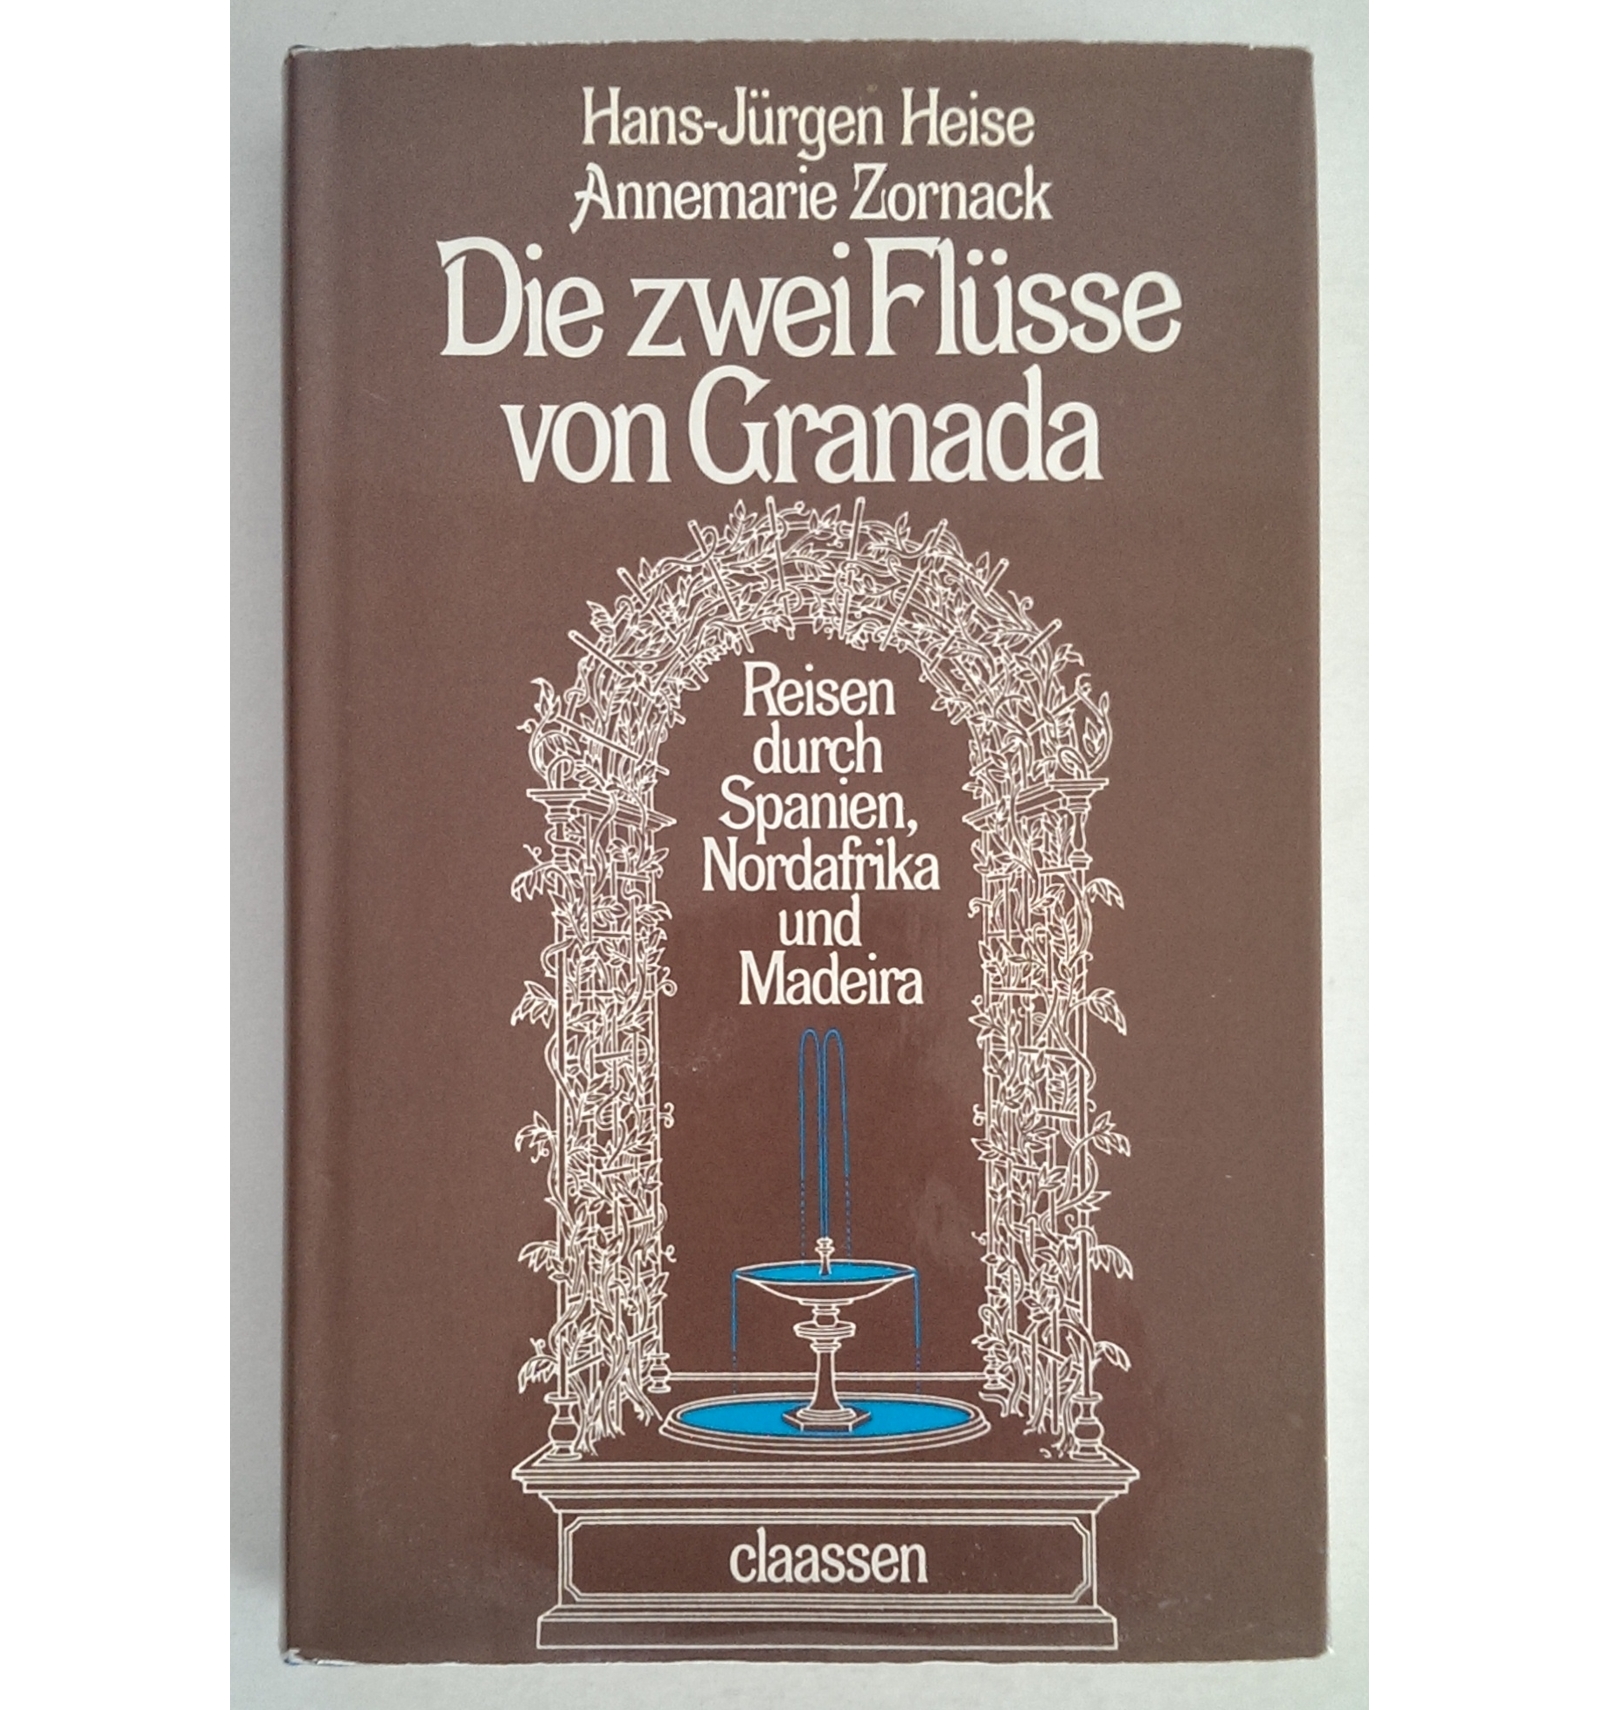 Hans-Jürgen Heise
Annemarie Zornack
Die zwei Flüsse
von Granada
Reisen
durch
Spanien,
Nordafrika
und
Madeira
claassen